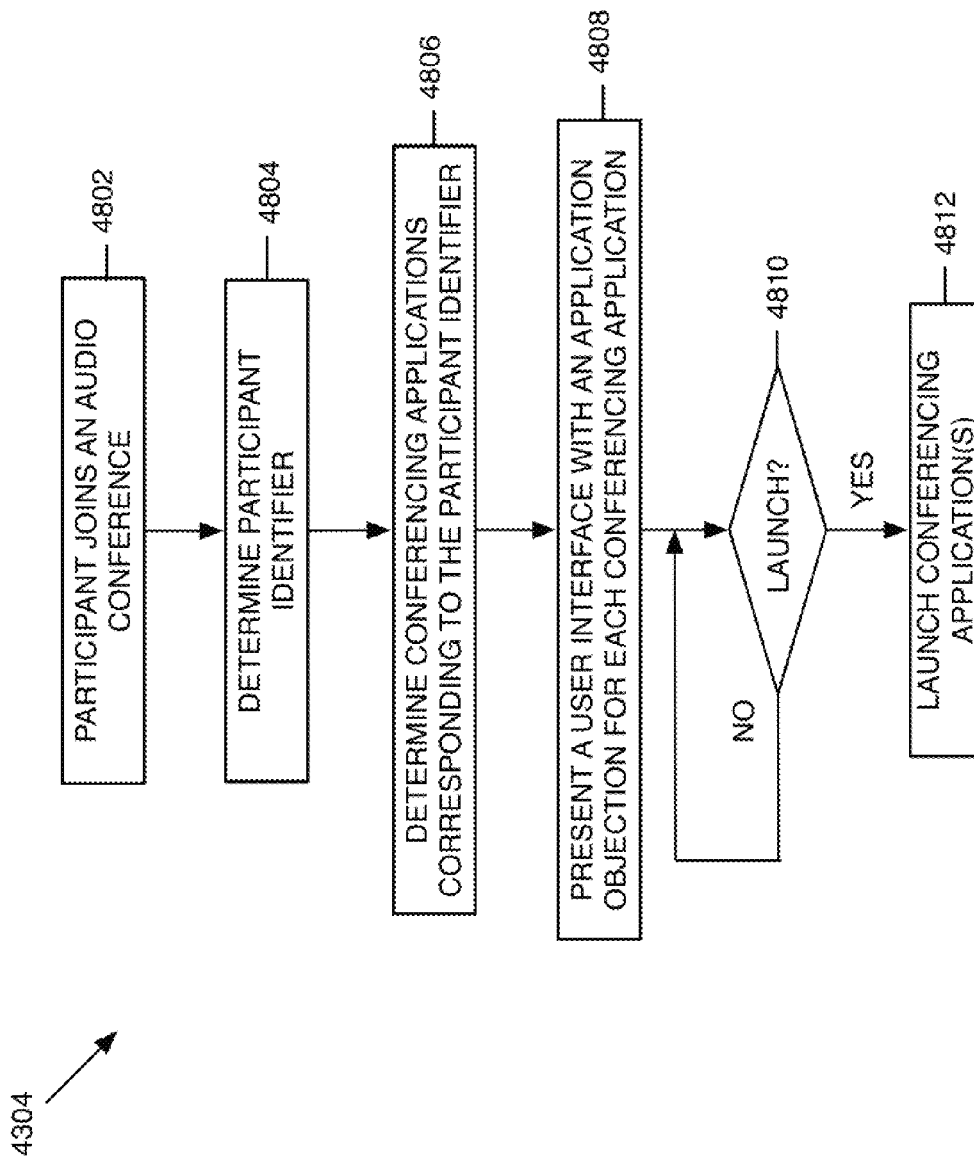 4304
PARTICIPANT JOINS AN AUDIO
CONFERENCE
4802
DETERMINE PARTICIPANT
IDENTIFIER
4804
DETERMINE CONFERENCING APPLICATIONS
CORRESPONDING TO THE PARTICIPANT IDENTIFIER
4806
PRESENT A USER INTERFACE WITH AN APPLICATION
OBJECTION FOR EACH CONFERENCING APPLICATION
4808
LAUNCH?
4810
NO
YES
LAUNCH CONFERENCING
APPLICATION(S)
4812